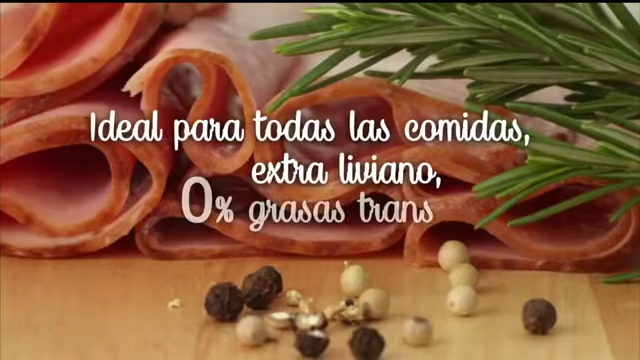 Ideal para todas las comidas,
extra liviano,
0% grasas trans